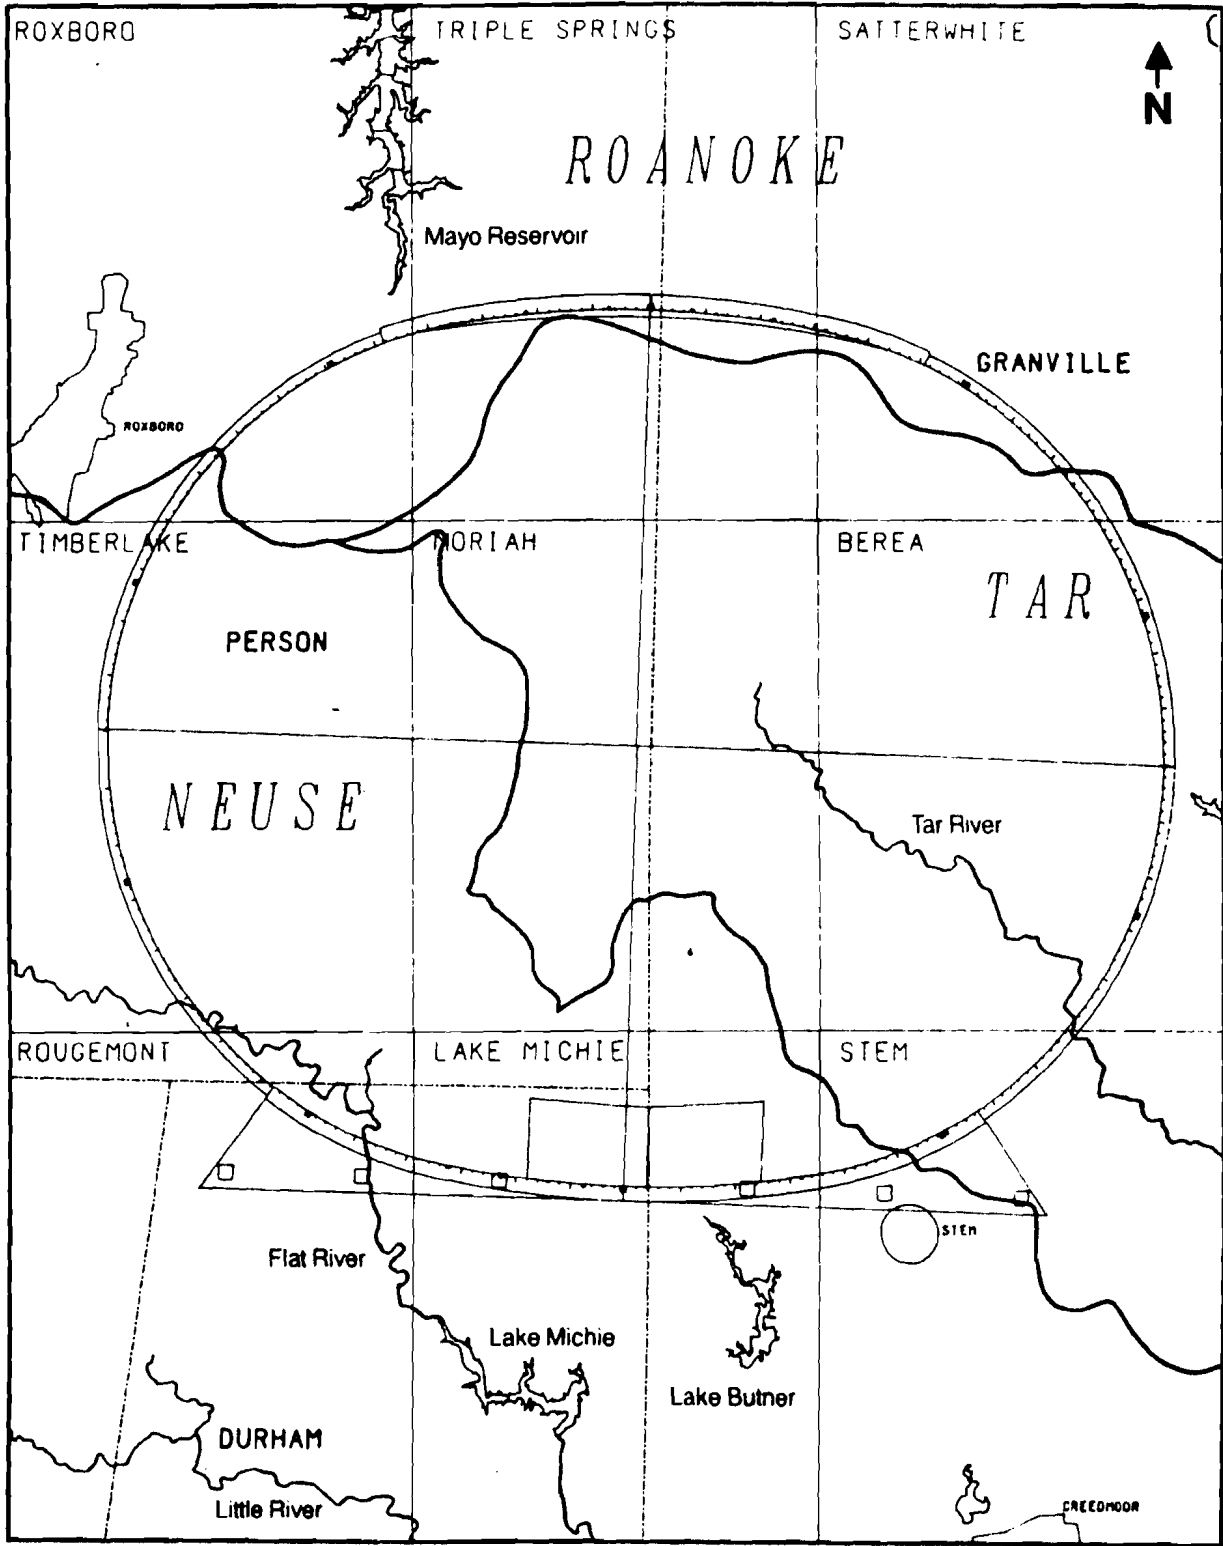 ROXBORO
TRIPLE SPRINGS
SATTERWHITE
N
ROANOKE
Mayo Reservoir
GRANVILLE
ROXBORO
TIMBERLAKE
MORIAH
BEREA
TAR
PERSON
NEUSE
Tar River
ROUGEMONT
LAKE MICHIE
STEM
STEM
Flat River
Lake Michie
Lake Butner
DURHAM
Little River
CREEDMOOR